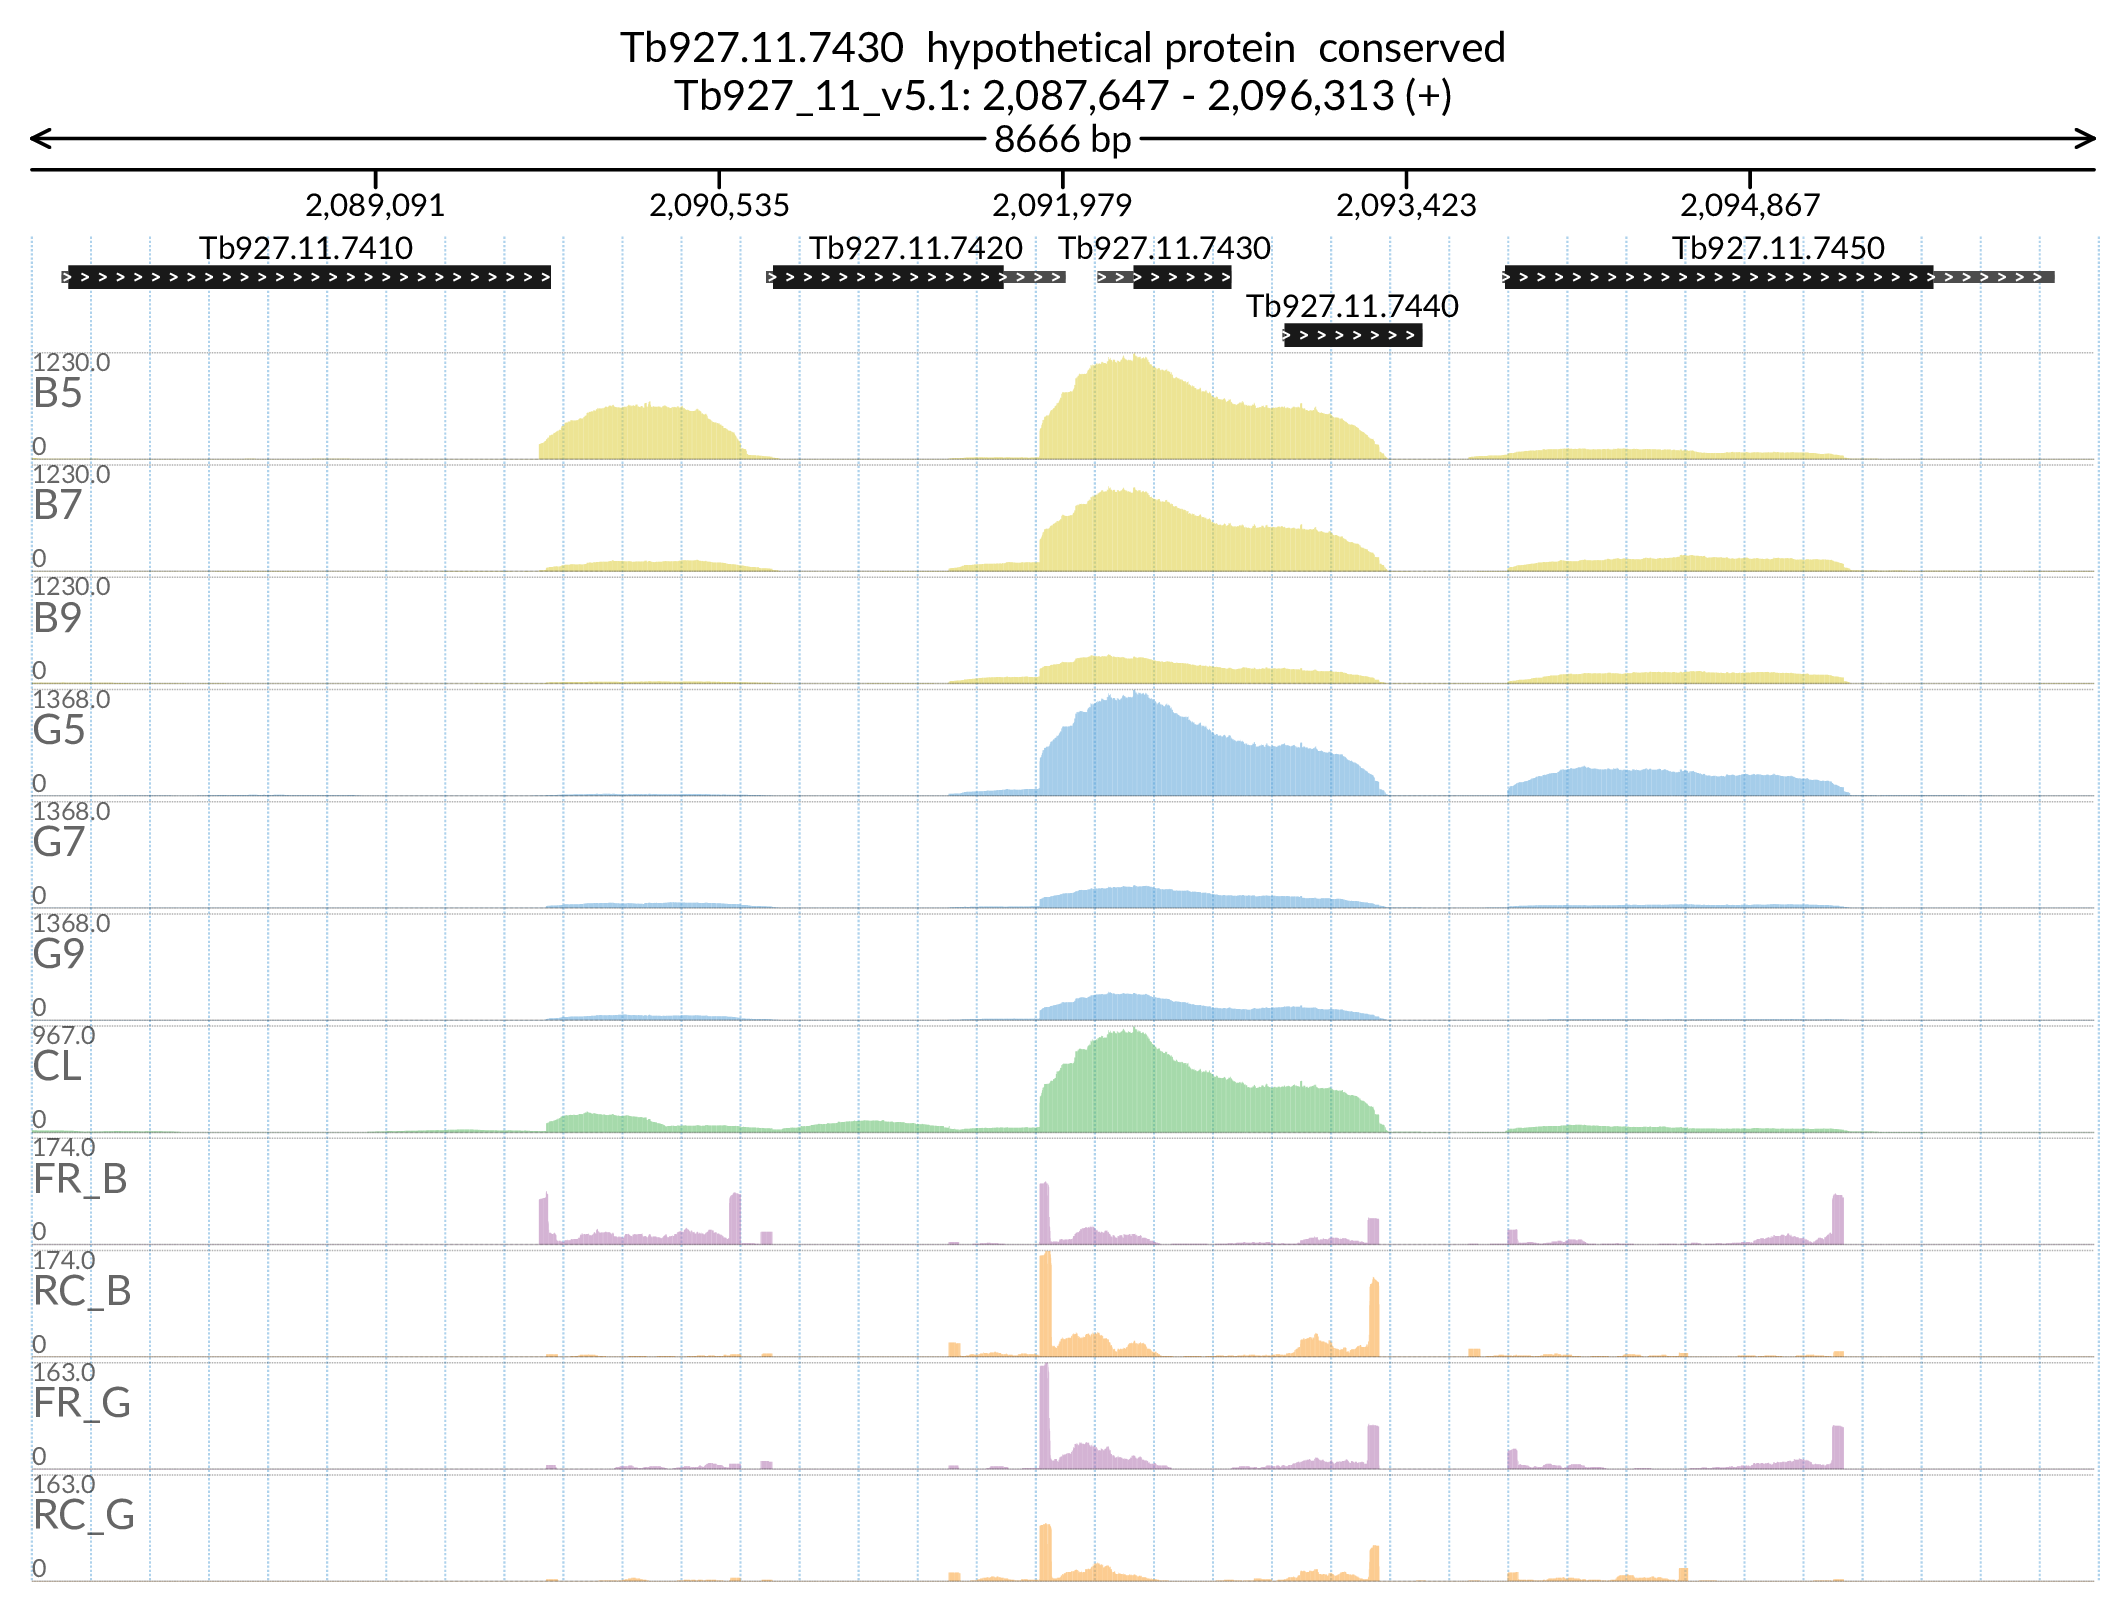 Tb927.11.7430  hypothetical protein  conserved
Tb927_11_v5.1: 2,087,647 - 2,096,313 (+)
8666 bp
2,089,091 2,090,535 2,091,979 2,093,423 2,094,867
Tb927.11.7410 Tb927.11.7420 Tb927.11.7430 Tb927.11.7450
Tb927.11.7440
1230.0
B5
0
1230.0
B7
0
1230.0
B9
0
1368.0
G5
0
1368.0
G7
0
1368.0
G9
0
967.0
CL
0
174.0
FR_B
0
174.0
RC_B
0
163.0
FR_G
0
163.0
RC_G
0